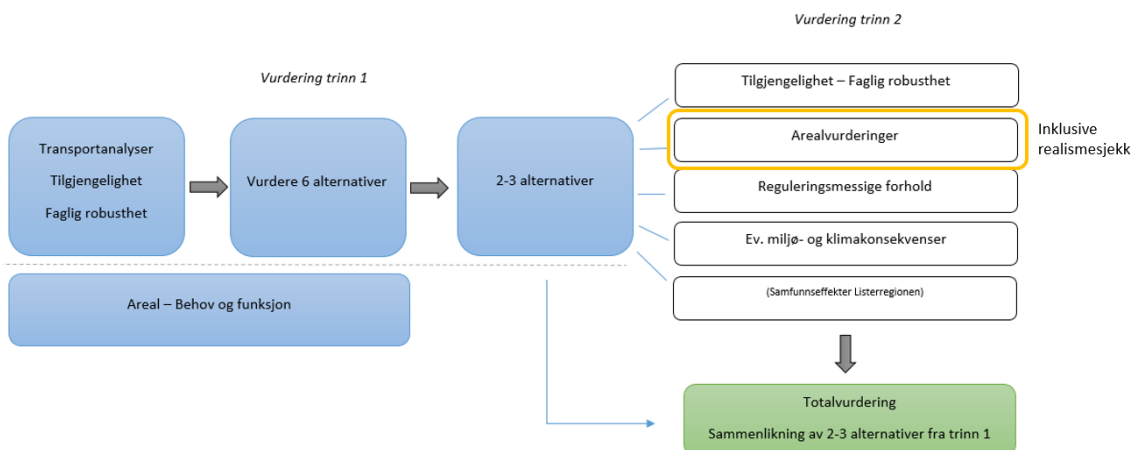 Vurdering trinn 2
Vurdering trinn 1
Transportanalyser
Tilgjengelighet
Faglig robusthet
Vurdere 6 alternativer
2-3 alternativer
Areal – Behov og funksjon
Tilgjengelighet – Faglig robusthet
Arealvurderinger
Inklusive
realismesjekk
Reguleringsmessige forhold
Ev. miljø- og klimakonsekvenser
(Samfunnseffekter Listerregionen)
Totalvurdering
Sammenlikning av 2-3 alternativer fra trinn 1